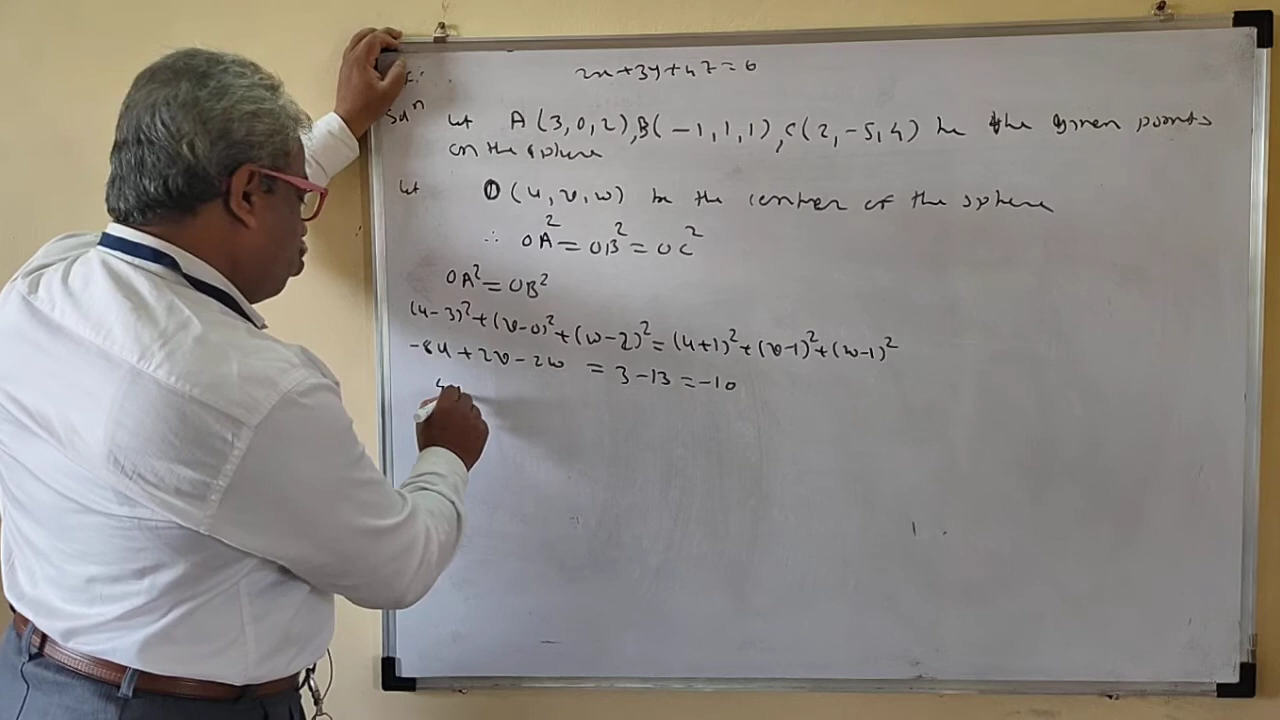 2x+3y+4z=6
Solⁿ Let A(3,0,2), B(-1,1,1), C(2,-5,4) be the given points
on the sphere
Let O(u,v,w) be the center of the sphere
∴ OA² = OB² = OC²
OA² = OB²
(u-3)²+(v-0)²+(w-2)²=(u+1)²+(v-1)²+(w-1)²
-8u+2v-2w = 3-13 = -10
4